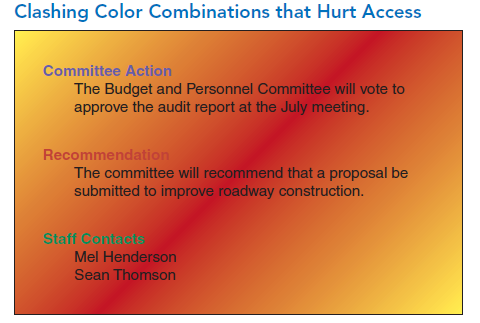 Clashing Color Combinations that Hurt Access
Committee Action
The Budget and Personnel Committee will vote to
approve the audit report at the July meeting.
Recommendation
The committee will recommend that a proposal be
submitted to improve roadway construction.
Staff Contacts
Mel Henderson
Sean Thomson